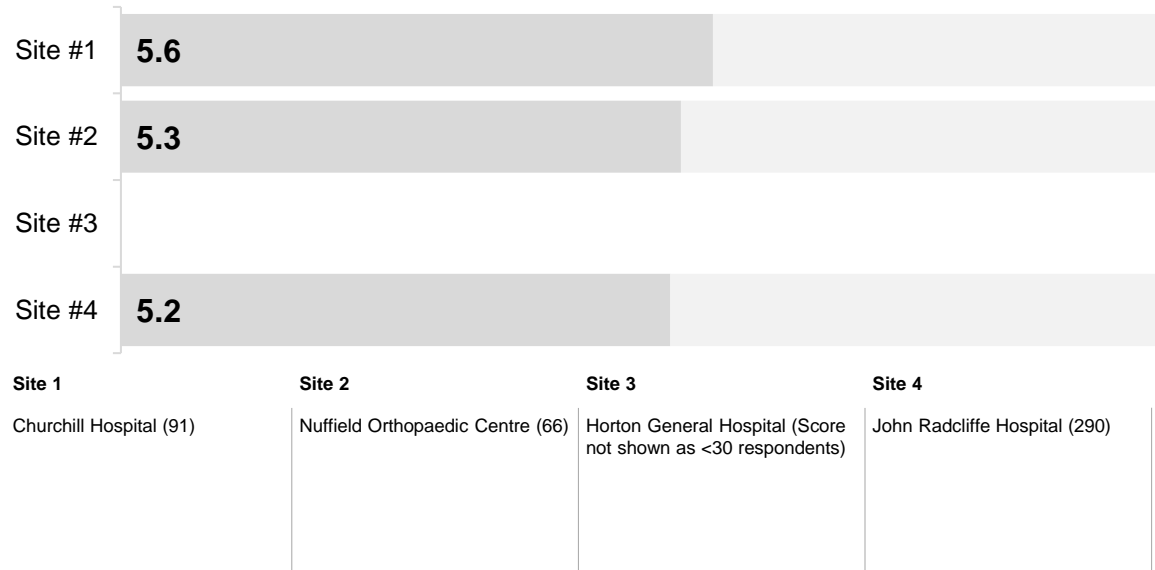 Site #1 5.6
Site #2 5.3
Site #3
Site #4 5.2
Site 1
Site 2
Site 3
Site 4
Churchill Hospital (91)
Nuffield Orthopaedic Centre (66)
Horton General Hospital (Score
not shown as <30 respondents)
John Radcliffe Hospital (290)